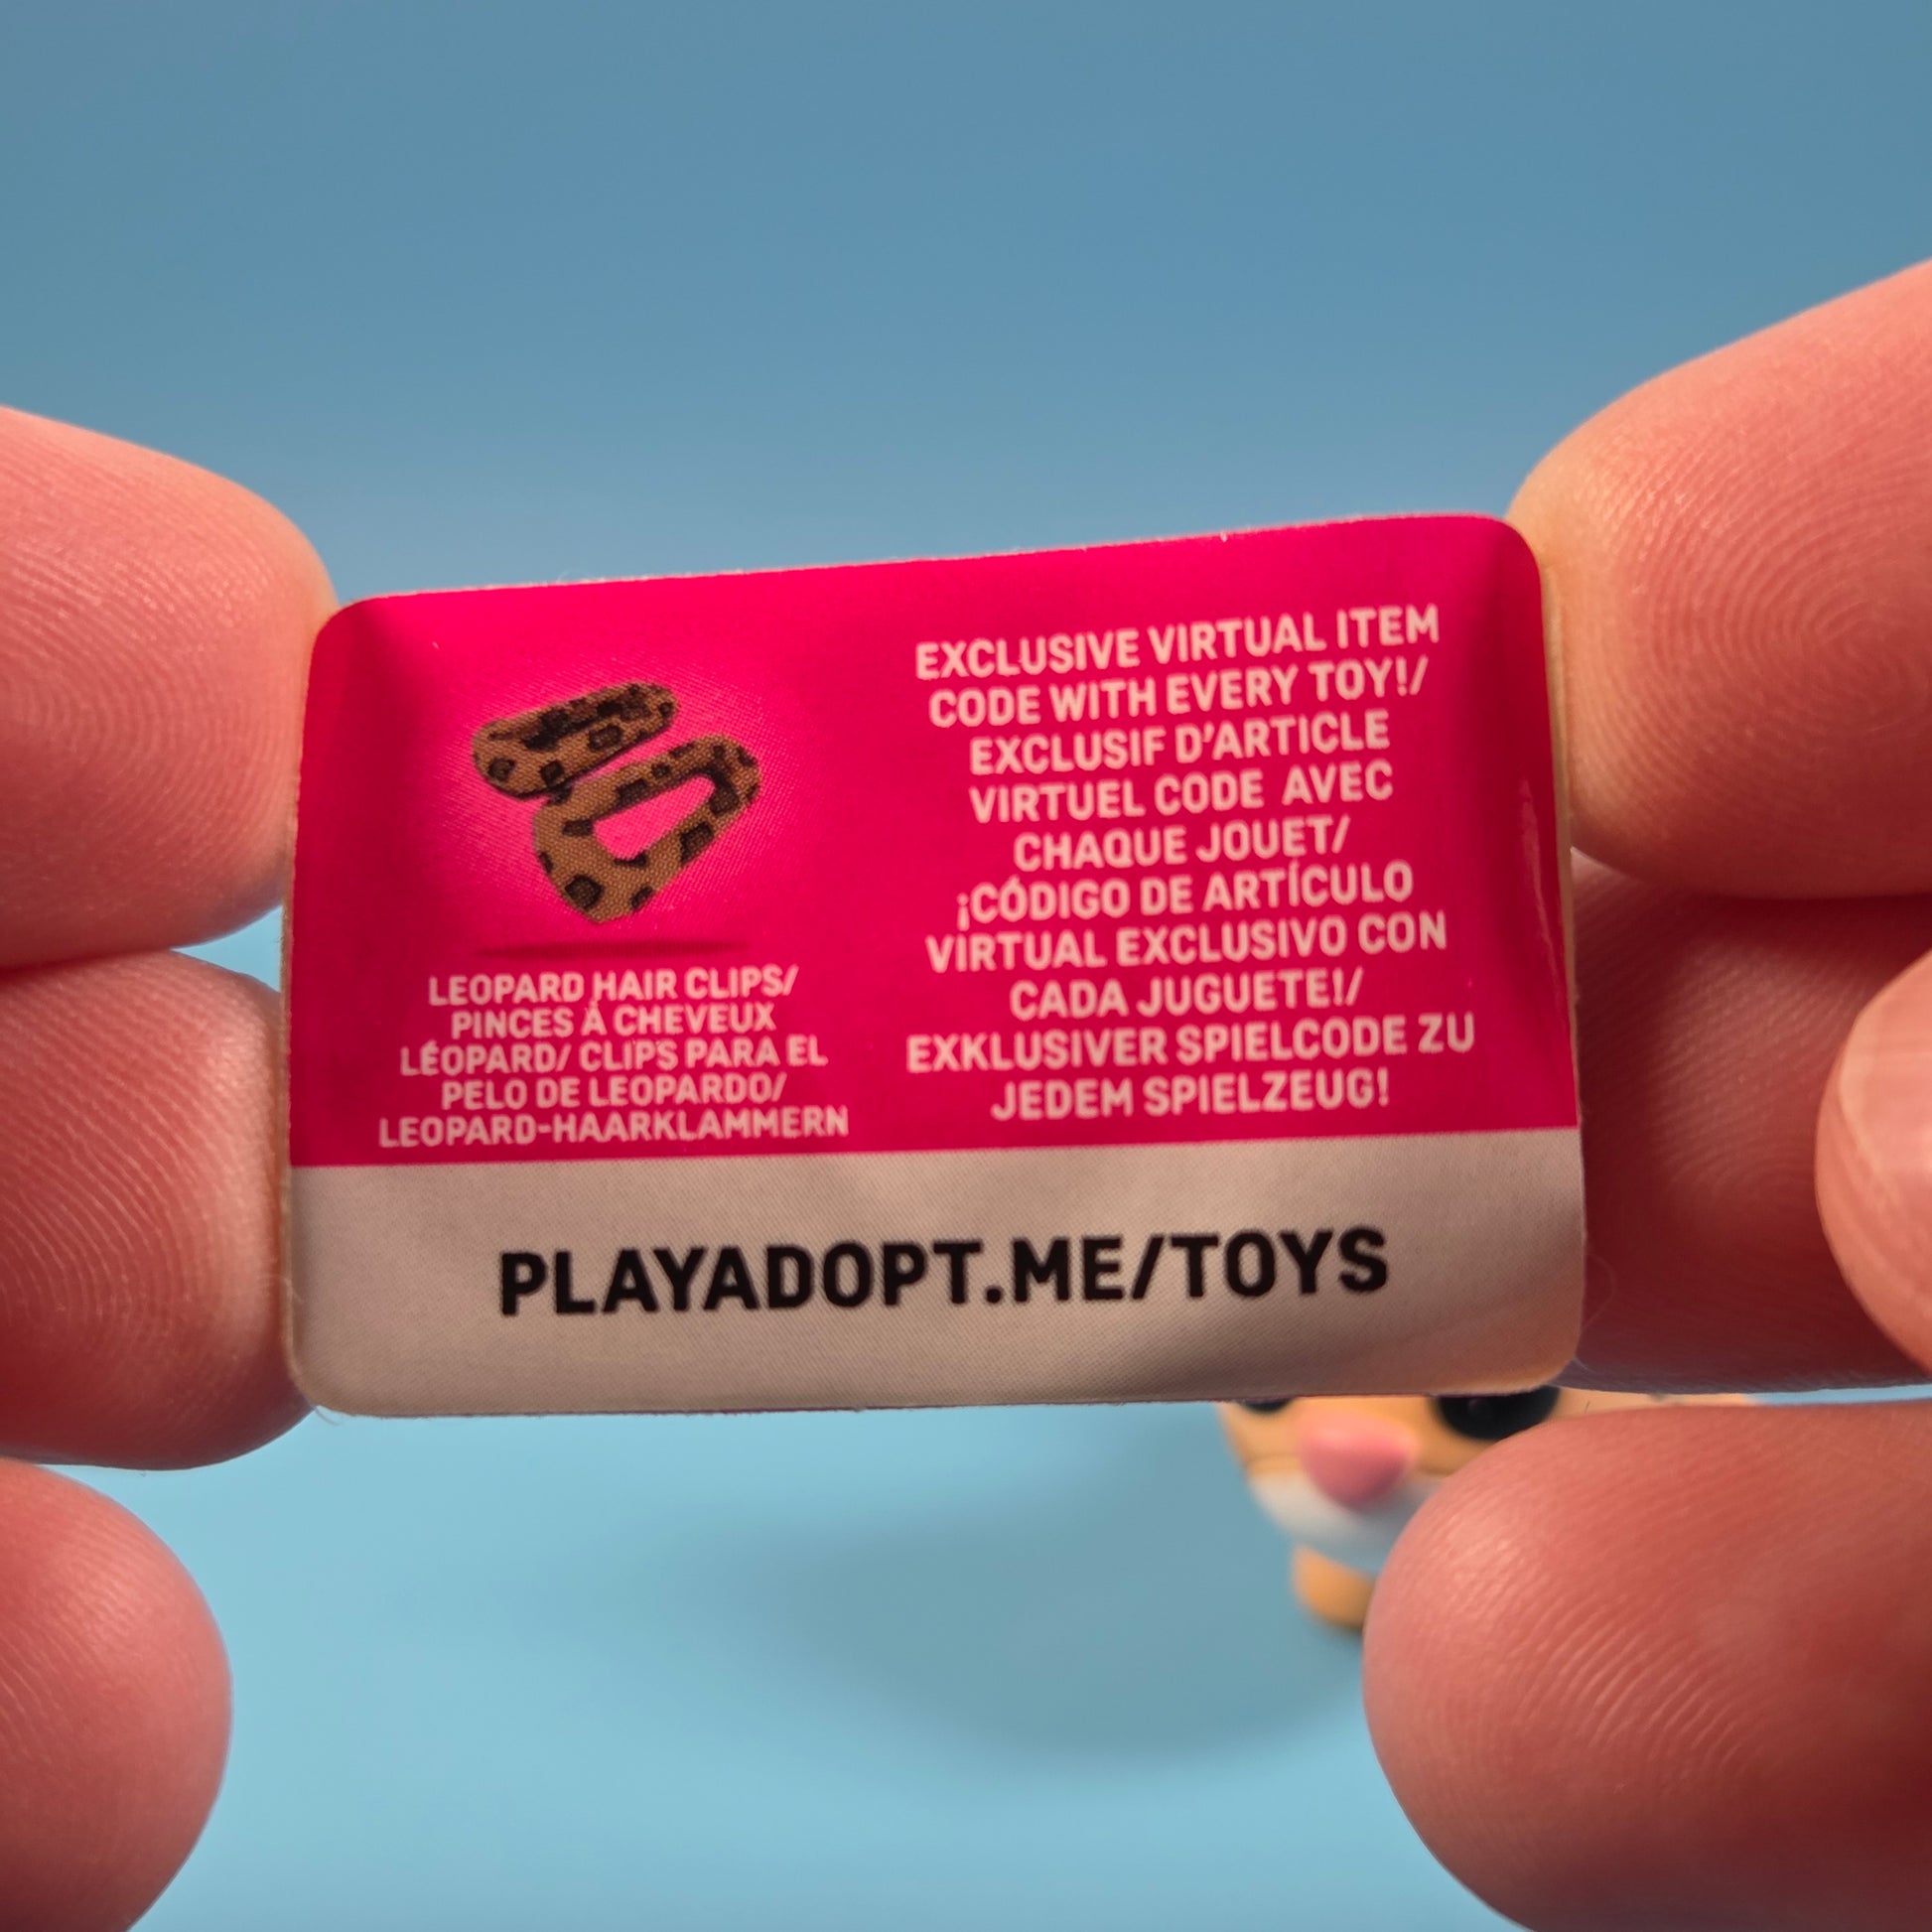 LEOPARD HAIR CLIPS/
PINCES À CHEVEUX
LÉOPARD/ CLIPS PARA EL
PELO DE LEOPARDO/
LEOPARD-HAARKLAMMERN
EXCLUSIVE VIRTUAL ITEM
CODE WITH EVERY TOY!/
EXCLUSIF D'ARTICLE
VIRTUEL CODE AVEC
CHAQUE JOUET/
¡CÓDIGO DE ARTÍCULO
VIRTUAL EXCLUSIVO CON
CADA JUGUETE!/
EXKLUSIVER SPIELCODE ZU
JEDEM SPIELZEUG!
PLAYADOPT.ME/TOYS